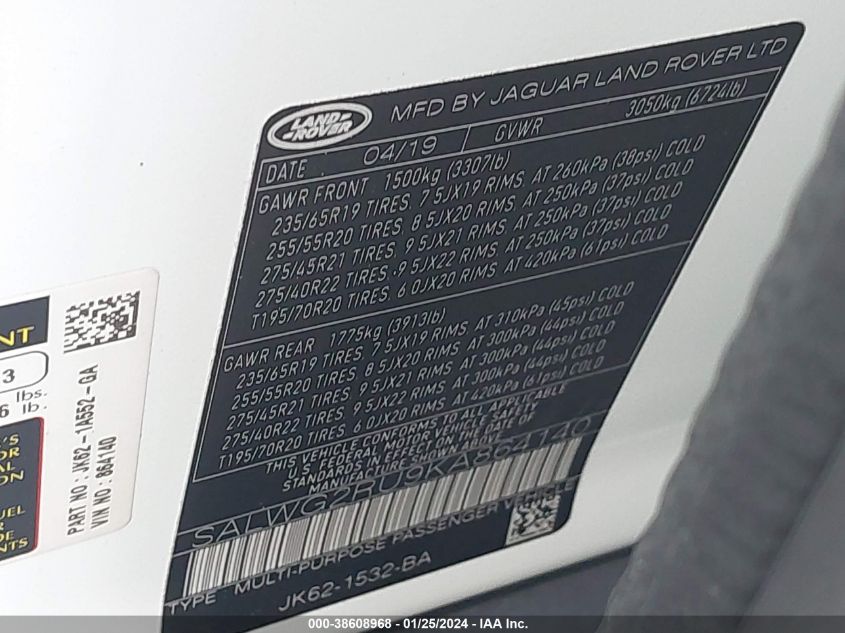 LAND
ROVER
MFD BY JAGUAR LAND ROVER LTD
DATE 04/19 GVWR 3050kg (6724lb)
GAWR FRONT 1500kg (3307lb)
235/65R19 TIRES. 7 5JX19 RIMS. AT 260kPa (38psi) COLD
255/55R20 TIRES. 8 5JX20 RIMS. AT 250kPa (37psi) COLD
275/45R21 TIRES. 9 5JX21 RIMS. AT 250kPa (37psi) COLD
275/40R22 TIRES. 9 5JX22 RIMS. AT 250kPa (37psi) COLD
T195/70R20 TIRES. 6 0JX20 RIMS. AT 420kPa (61psi) COLD
GAWR REAR 1775kg (3913lb)
235/65R19 TIRES. 7 5JX19 RIMS. AT 310kPa (45psi) COLD
255/55R20 TIRES. 8 5JX20 RIMS. AT 300kPa (44psi) COLD
275/45R21 TIRES. 9 5JX21 RIMS. AT 300kPa (44psi) COLD
275/40R22 TIRES. 9 5JX22 RIMS. AT 300kPa (44psi) COLD
T195/70R20 TIRES. 6 0JX20 RIMS. AT 420kPa (61psi) COLD
THIS VEHICLE CONFORMS TO ALL APPLICABLE
U.S. FEDERAL MOTOR VEHICLE SAFETY
STANDARDS IN EFFECT ON THE DATE OF
MANUFACTURE SHOWN ABOVE
SALWG2RU9KA864140
TYPE MULTI-PURPOSE PASSENGER VEHICLE
JK62-1532-BA
NT
3
lbs.
6 lb.
PART NO : JK62-1A552-GA
VIN NO : 864140
000-38608968 - 01/25/2024 - IAA Inc.